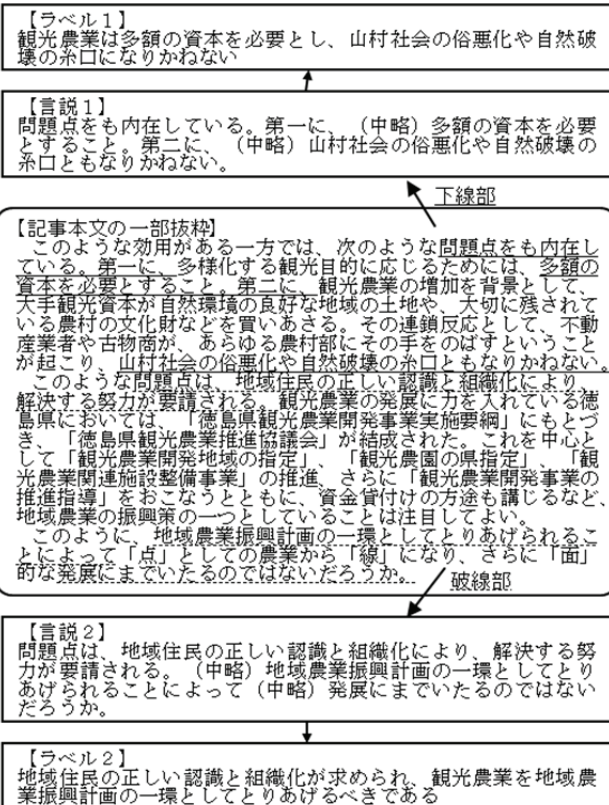 【ラベル１】
観光農業は多額の資本を必要とし、山村社会の俗悪化や自然破
壊の糸口になりかねない
【言説１】
問題点をも内在している。第一に、（中略）多額の資本を必要
とすること。第二に、（中略）山村社会の俗悪化や自然破壊の
糸口ともなりかねない。
下線部
【記事本文の一部抜粋】
このような効用がある一方では、次のような問題点をも内在し
ている。第一に、多様化する観光目的に応じるためには、多額の
資本を必要とすること。第二に、観光農業の増加を背景として、
大手観光資本が自然環境の良好な地域の土地や、大切に残されて
いる農村の文化財などを買いあさる。その連鎖反応として、不動
産業者や古物商が、あらゆる農村部にその手をのばすということ
が起こり、山村社会の俗悪化や自然破壊の糸口ともなりかねない。
このような問題点は、地域住民の正しい認識と組織化により、
解決する努力が要請される。観光農業の発展に力を入れている徳
島県においては、「徳島県観光農業開発事業実施要綱」にもとづ
き、「徳島県観光農業推進協議会」が結成された。これを中心と
して「観光農業開発地域の指定」、「観光農園の県指定」、「観
光農業関連施設整備事業」の推進、さらに「観光農業開発事業の
推進指導」をおこなうとともに、資金貸付けの方途も講じるなど、
地域農業の振興策の一つとしていることは注目してよい。
このように、地域農業振興計画の一環としてとりあげられるこ
とによって「点」としての農業から「線」になり、さらに「面」
的な発展にまでいたるのではないだろうか。
破線部
【言説２】
問題点は、地域住民の正しい認識と組織化により、解決する努
力が要請される。（中略）地域農業振興計画の一環としてとり
あげられることによって（中略）発展にまでいたるのではない
だろうか。
【ラベル２】
地域住民の正しい認識と組織化が求められ、観光農業を地域農
業振興計画の一環としてとりあげるべきである